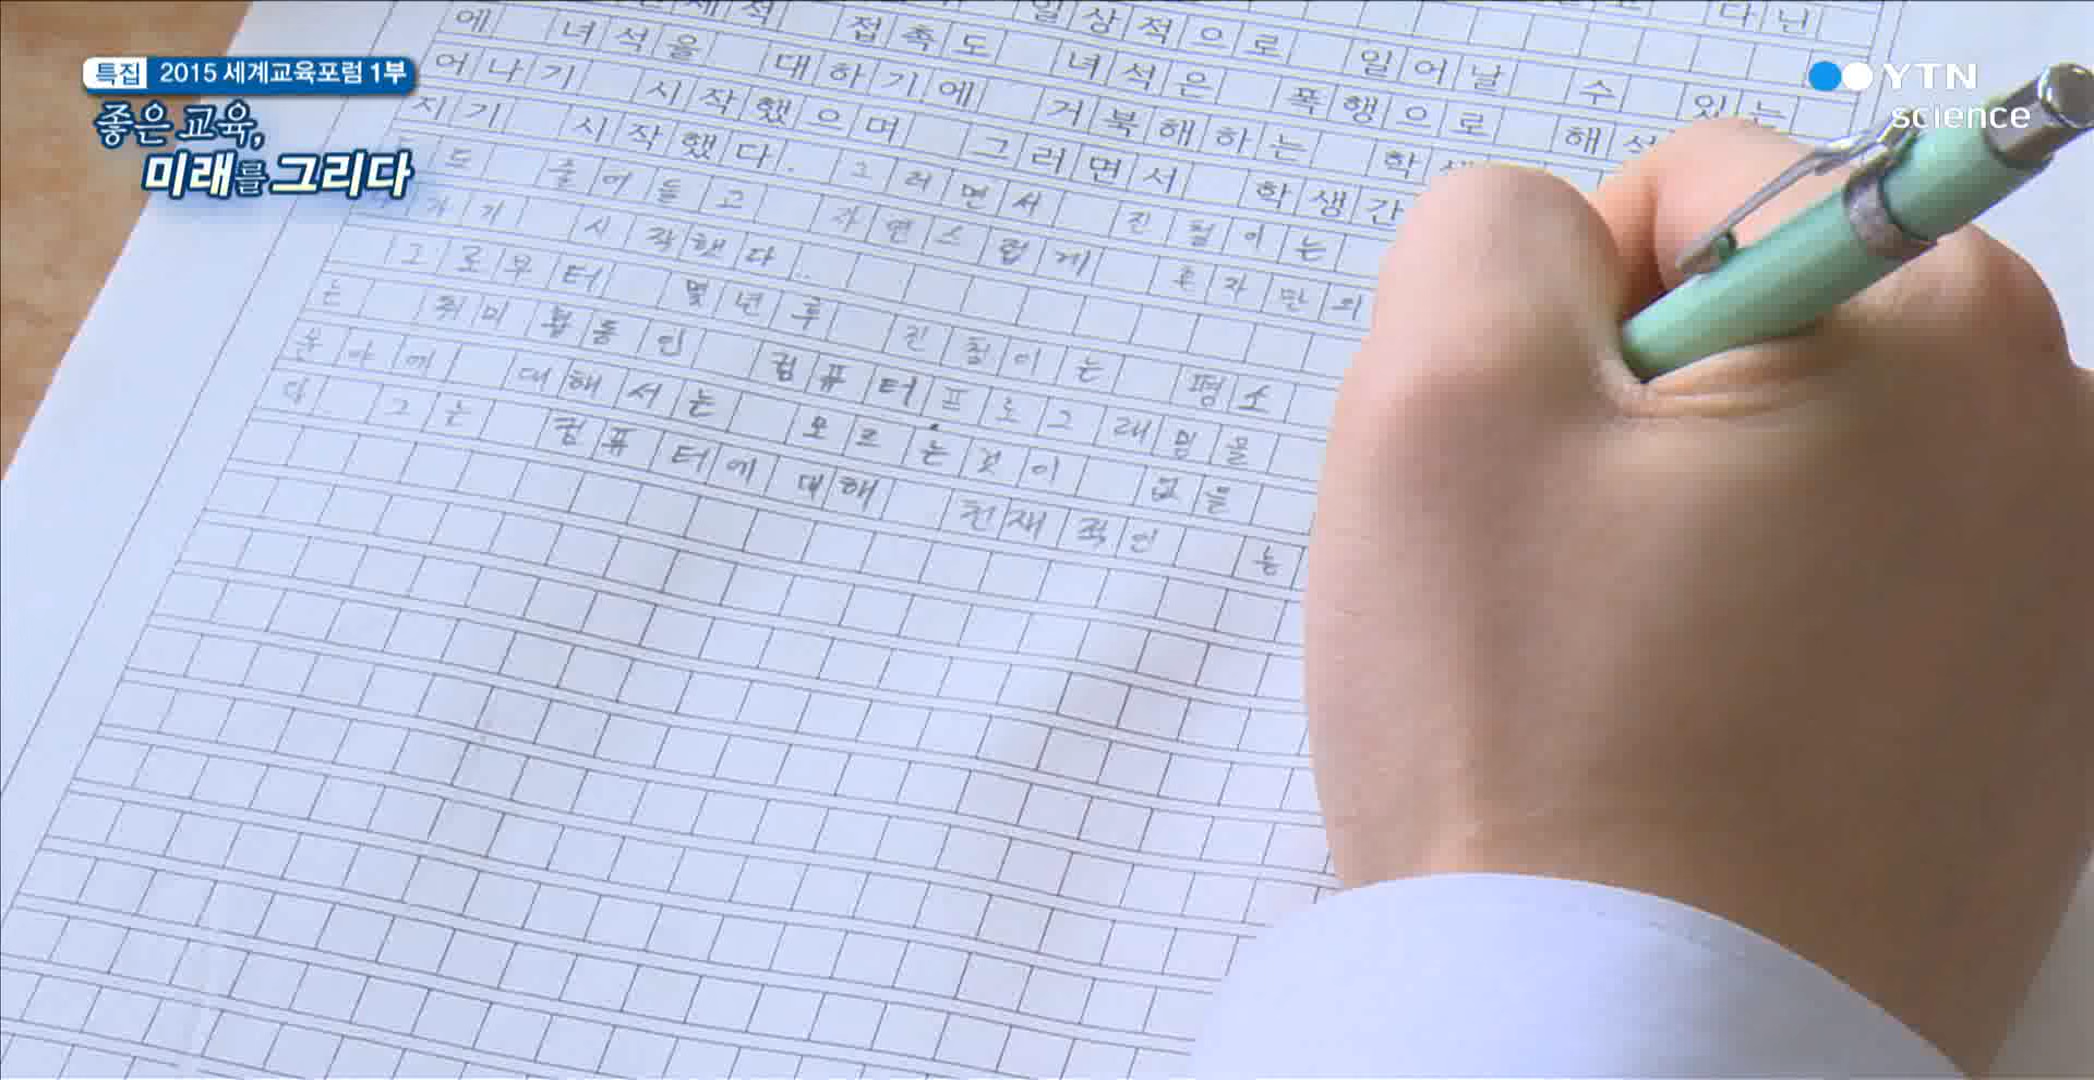 특집 2015 세계교육포럼 1부
좋은 교육,
미래를 그리다
YTN
science
다닌
일상적으로 일어날 수 있는
체적 접촉도 녀석은 폭행으로 해석
에 녀석을 대하기에 거북해하는 학생
어나기 시작했으며 그러면서 학생간
지기 시작했다. 그러면서 진철이는
도 줄어들고 자연스럽게 혼자만의
가기 시작했다..
그로부터 몇년후 진철이는 평소
는 취미 인 컴퓨터프로그래밍을
분야에 대해서는 모르는것이 없을
다. 그는 컴퓨터에 대해 천재적인 능